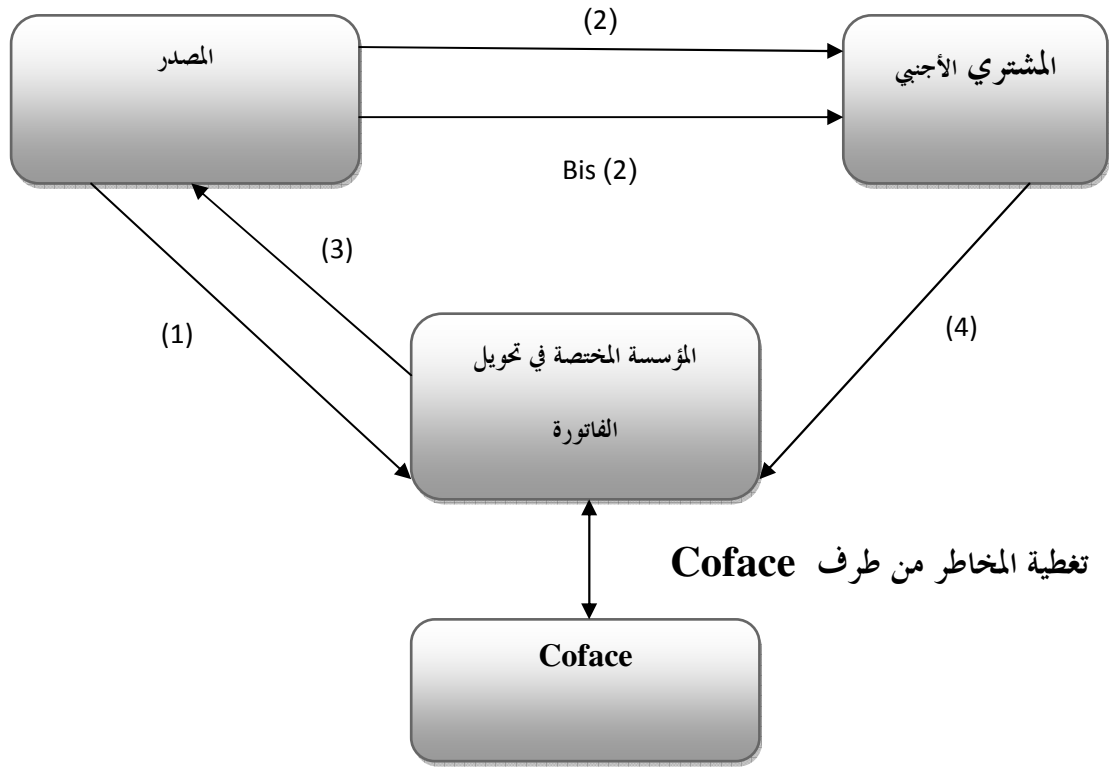 (2)
المصدر
المشتري الأجنبي
Bis (2)
(3)
(1)
(4)
المؤسسة المختصة في تحويل
الفاتورة
تغطية المخاطر من طرف Coface
Coface